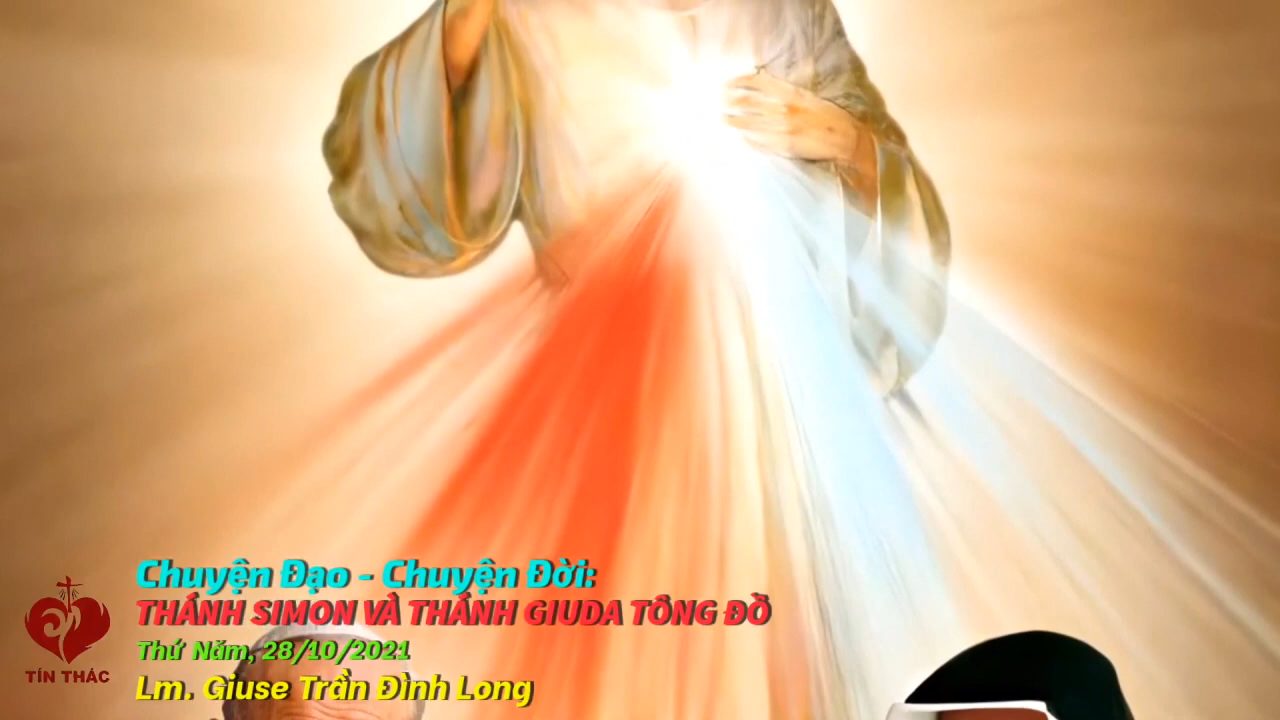 Chuyện Đạo - Chuyện Đời:
THÁNH SIMON VÀ THÁNH GIUDA TÔNG ĐỒ
Thứ Năm, 28/10/2021
Lm. Giuse Trần Đình Long
TÍN THÁC